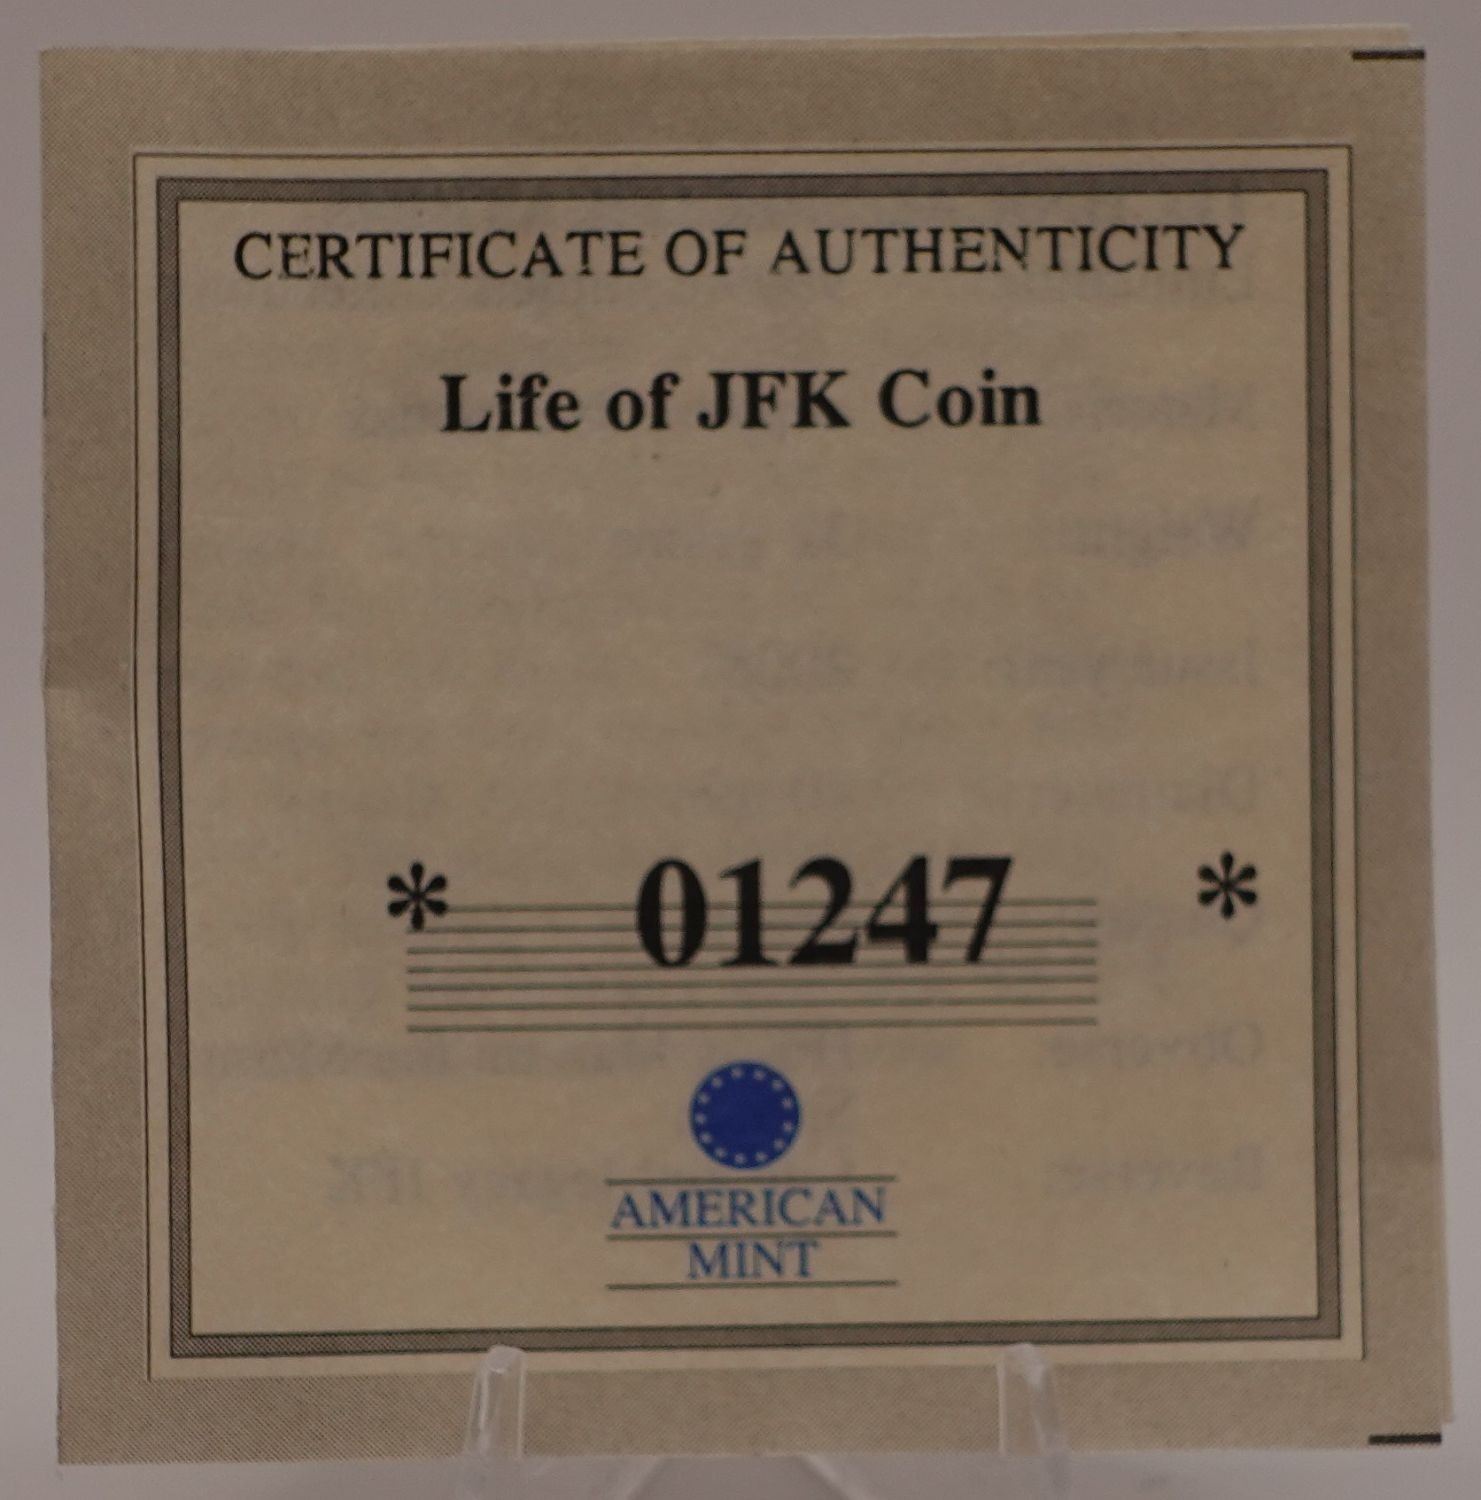 CERTIFICATE OF AUTHENTICITY
Life of JFK Coin
* 01247 *
AMERICAN
MINT